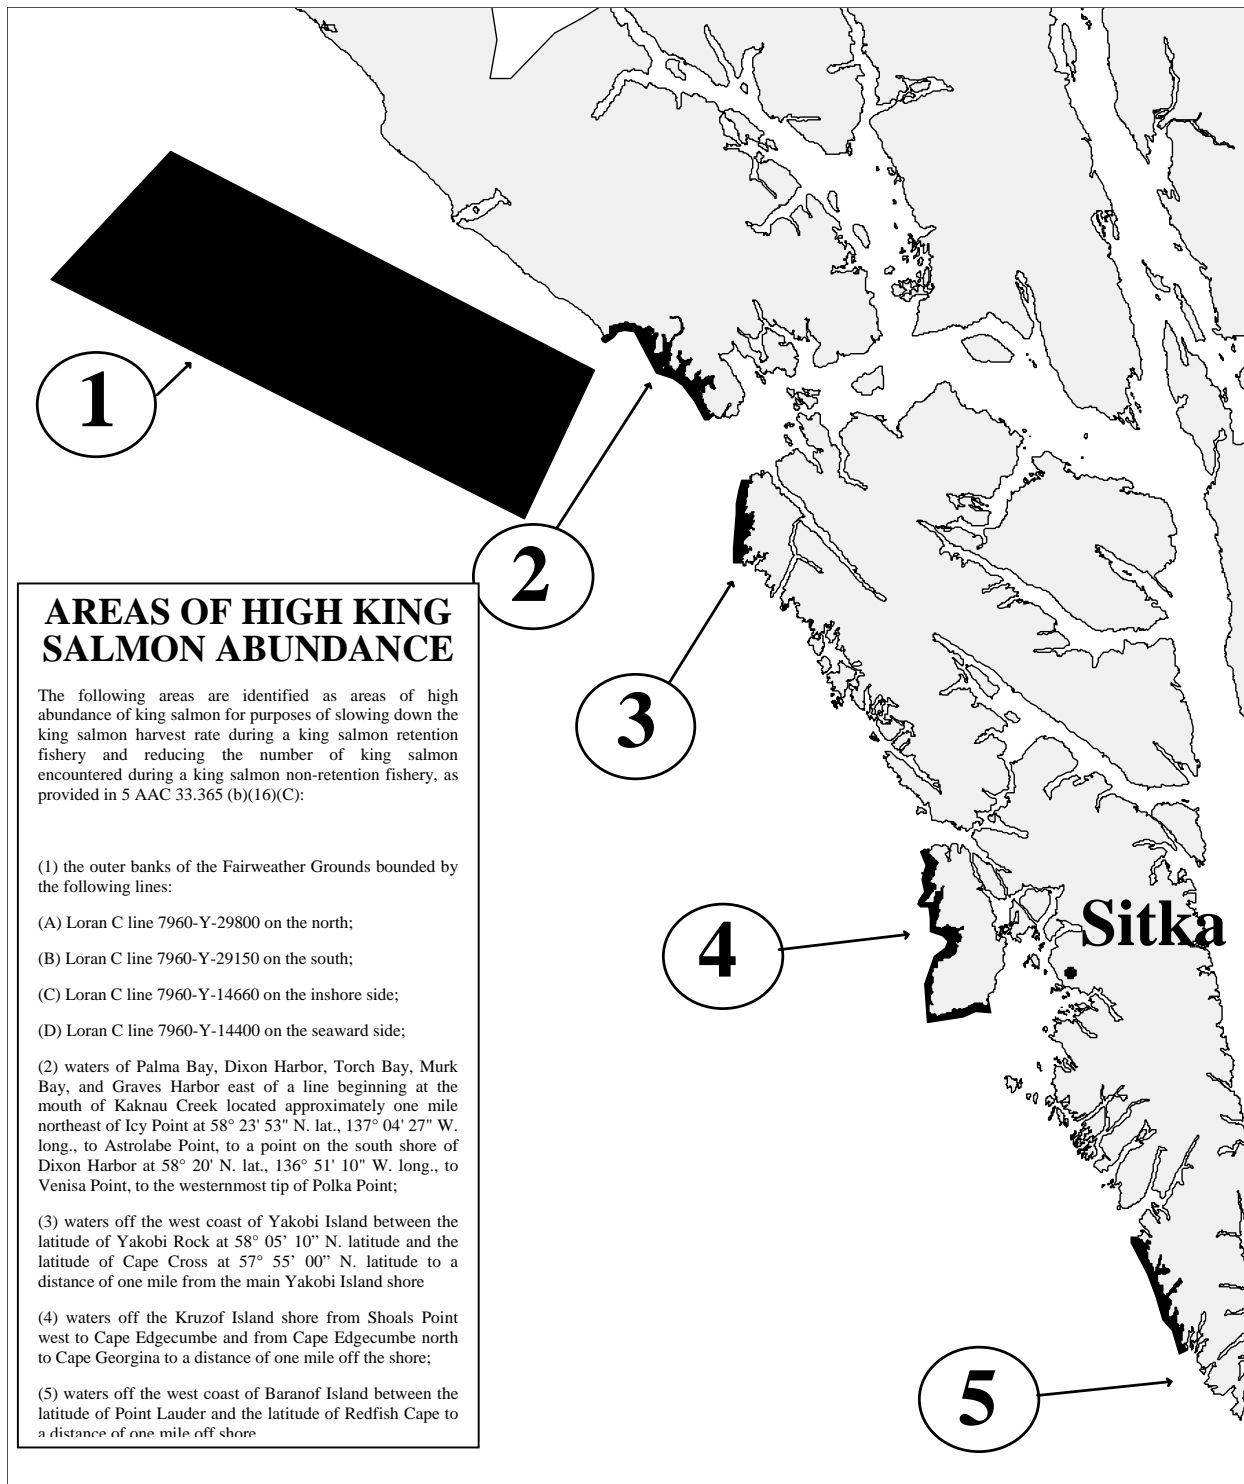 1
2
3
4
5
Sitka
AREAS OF HIGH KING
SALMON ABUNDANCE
The following areas are identified as areas of high
abundance of king salmon for purposes of slowing down the
king salmon harvest rate during a king salmon retention
fishery and reducing the number of king salmon
encountered during a king salmon non-retention fishery, as
provided in 5 AAC 33.365 (b)(16)(C):
(1) the outer banks of the Fairweather Grounds bounded by
the following lines:
(A) Loran C line 7960-Y-29800 on the north;
(B) Loran C line 7960-Y-29150 on the south;
(C) Loran C line 7960-Y-14660 on the inshore side;
(D) Loran C line 7960-Y-14400 on the seaward side;
(2) waters of Palma Bay, Dixon Harbor, Torch Bay, Murk
Bay, and Graves Harbor east of a line beginning at the
mouth of Kaknau Creek located approximately one mile
northeast of Icy Point at 58° 23' 53" N. lat., 137° 04' 27" W.
long., to Astrolabe Point, to a point on the south shore of
Dixon Harbor at 58° 20' N. lat., 136° 51' 10" W. long., to
Venisa Point, to the westernmost tip of Polka Point;
(3) waters off the west coast of Yakobi Island between the
latitude of Yakobi Rock at 58° 05’ 10” N. latitude and the
latitude of Cape Cross at 57° 55’ 00” N. latitude to a
distance of one mile from the main Yakobi Island shore
(4) waters off the Kruzof Island shore from Shoals Point
west to Cape Edgecumbe and from Cape Edgecumbe north
to Cape Georgina to a distance of one mile off the shore;
(5) waters off the west coast of Baranof Island between the
latitude of Point Lauder and the latitude of Redfish Cape to
a distance of one mile off shore